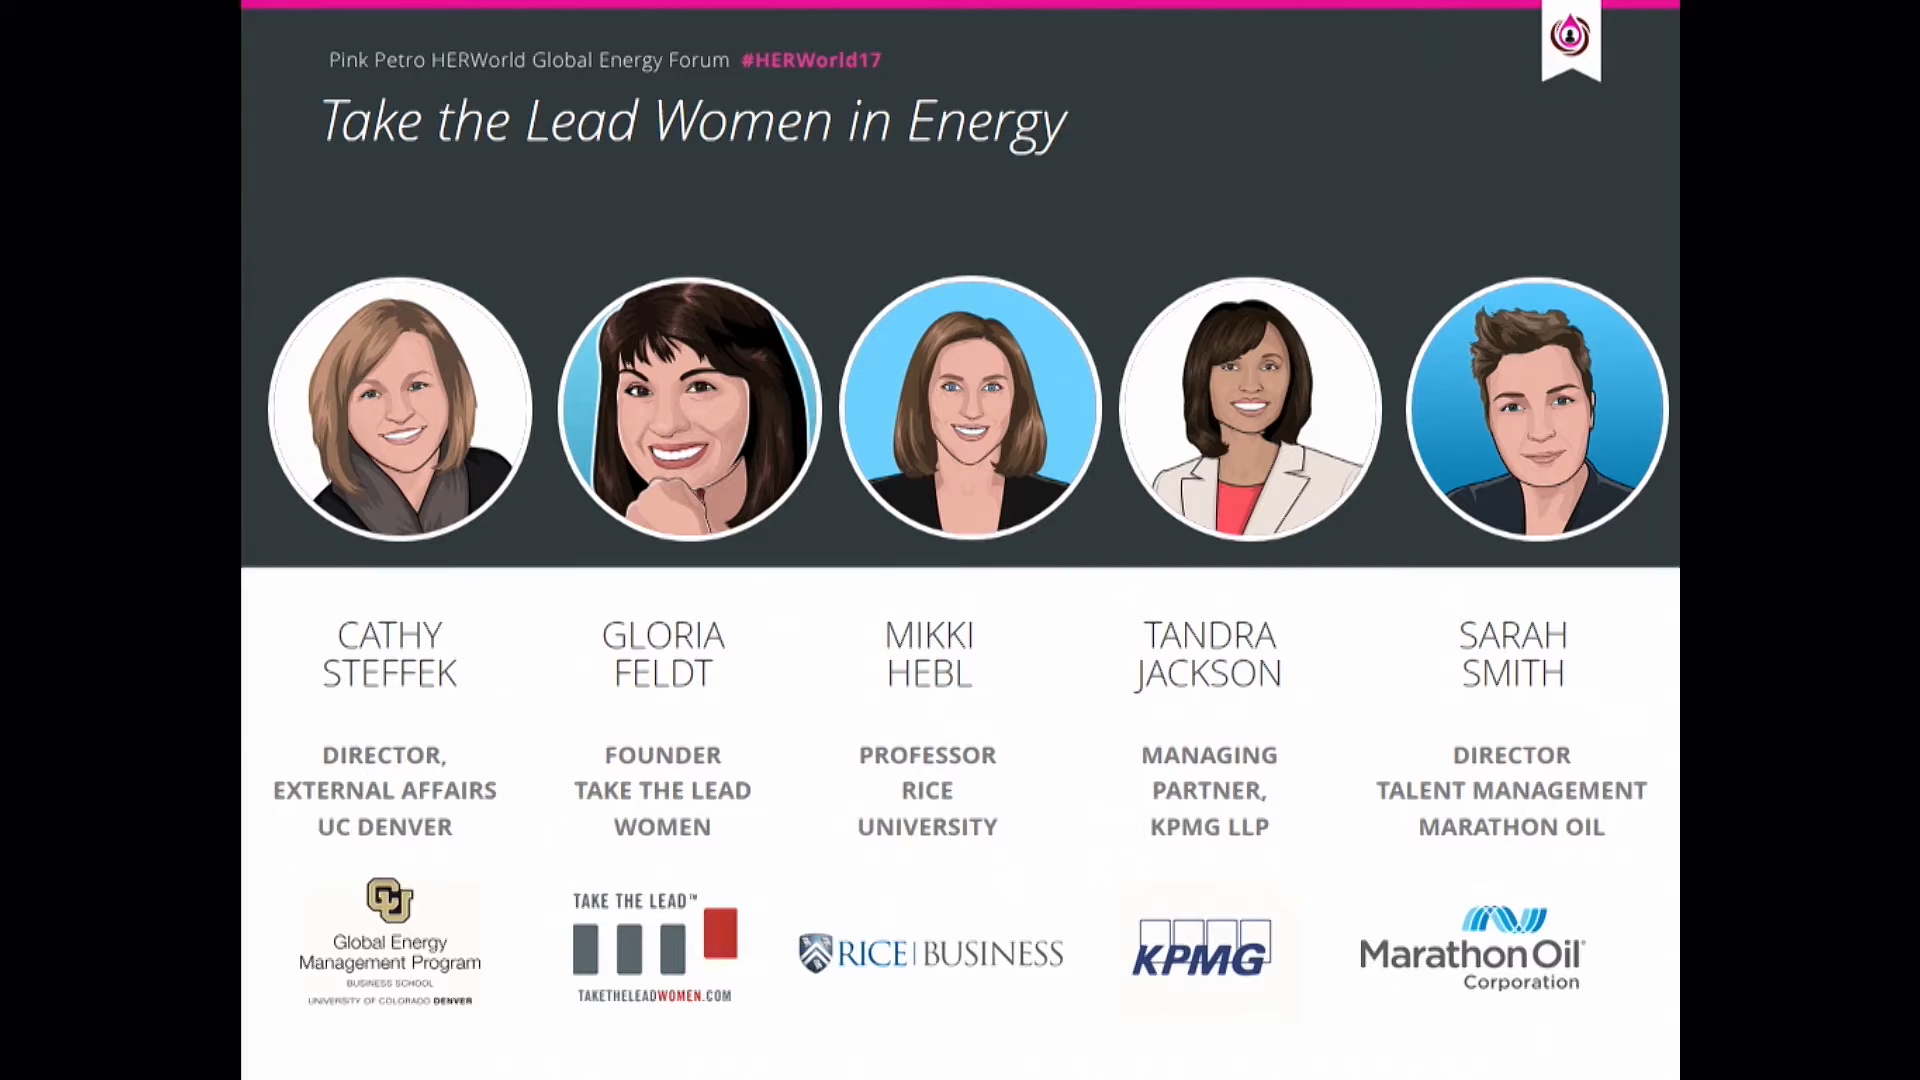 Pink Petro HERWorld Global Energy Forum #HERWorld17
Take the Lead Women in Energy
CATHY
STEFFEK
DIRECTOR,
EXTERNAL AFFAIRS
UC DENVER
CU
Global Energy
Management Program
BUSINESS SCHOOL
UNIVERSITY OF COLORADO DENVER
GLORIA
FELDT
FOUNDER
TAKE THE LEAD
WOMEN
TAKE THE LEAD™
TAKETHELEADWOMEN.COM
MIKKI
HEBL
PROFESSOR
RICE
UNIVERSITY
RICE | BUSINESS
TANDRA
JACKSON
MANAGING
PARTNER,
KPMG LLP
KPMG
SARAH
SMITH
DIRECTOR
TALENT MANAGEMENT
MARATHON OIL
Marathon Oil®
Corporation